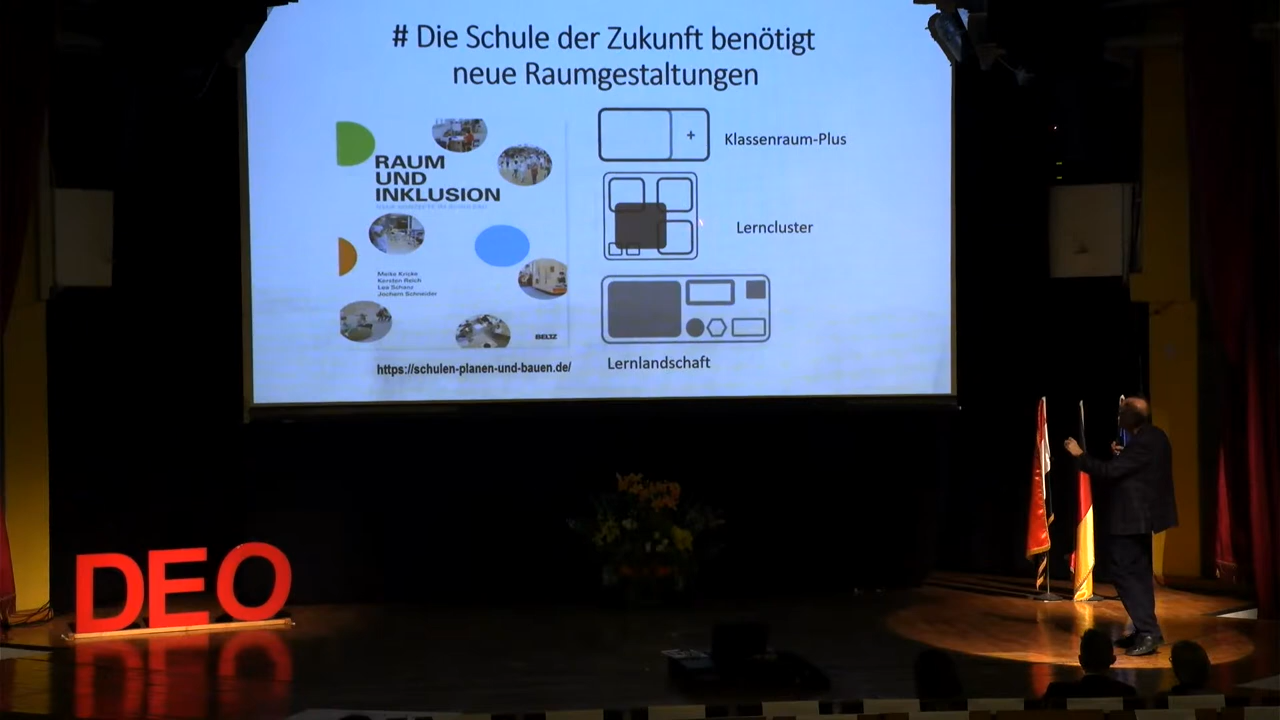 # Die Schule der Zukunft benötigt
neue Raumgestaltungen
RAUM
UND
INKLUSION
Meike Kricke
Kersten Reich
Lea Schanz
Jochem Schneider
BELTZ
https://schulen-planen-und-bauen.de/
+
Klassenraum-Plus
Lerncluster
Lernlandschaft
DEO